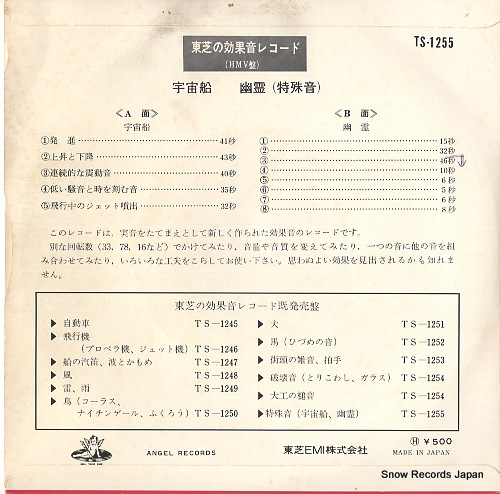 TS-1255
東芝の効果音レコード
(HMV盤)
宇宙船　幽霊(特殊音)
《A 面》
宇宙船
①発　進 41秒
②上昇と下降 43秒
③連続的な震動音 40秒
④低い騒音と時を刻む音 35秒
⑤飛行中のジェット噴出 32秒
《B 面》
幽　霊
① 15秒
② 32秒
③ 46秒
④ 10秒
⑤ 6秒
⑥ 5秒
⑦ 6秒
⑧ 8秒
このレコードは、実音をたてまえとして新しく作られた効果音のレコードです。
別な回転数(33、78、16など)でかけてみたり、音量や音質を変えてみたり、一つの音に他の音を組
み合わせてみたり、いろいろな工夫をこらしてお使い下さい。思わぬよい効果を見出されるかも知れま
せん。
東芝の効果音レコード既発売盤
▶ 自動車 TS-1245
▶ 飛行機
(プロペラ機、ジェット機) TS-1246
▶ 船の汽笛、波とかもめ TS-1247
▶ 風 TS-1248
▶ 雷、雨 TS-1249
▶ 鳥(コーラス、
ナイチンゲール、ふくろう) TS-1250
▶ 犬 TS-1251
▶ 馬(ひづめの音) TS-1252
▶ 街頭の雑音、拍手 TS-1253
▶ 破壊音(とりこわし、ガラス) TS-1254
▶ 大工の槌音 TS-1254
▶ 特殊音(宇宙船、幽霊) TS-1255
ANGEL RECORDS
東芝EMI株式会社
Ⓗ ￥500
MADE IN JAPAN
Snow Records Japan